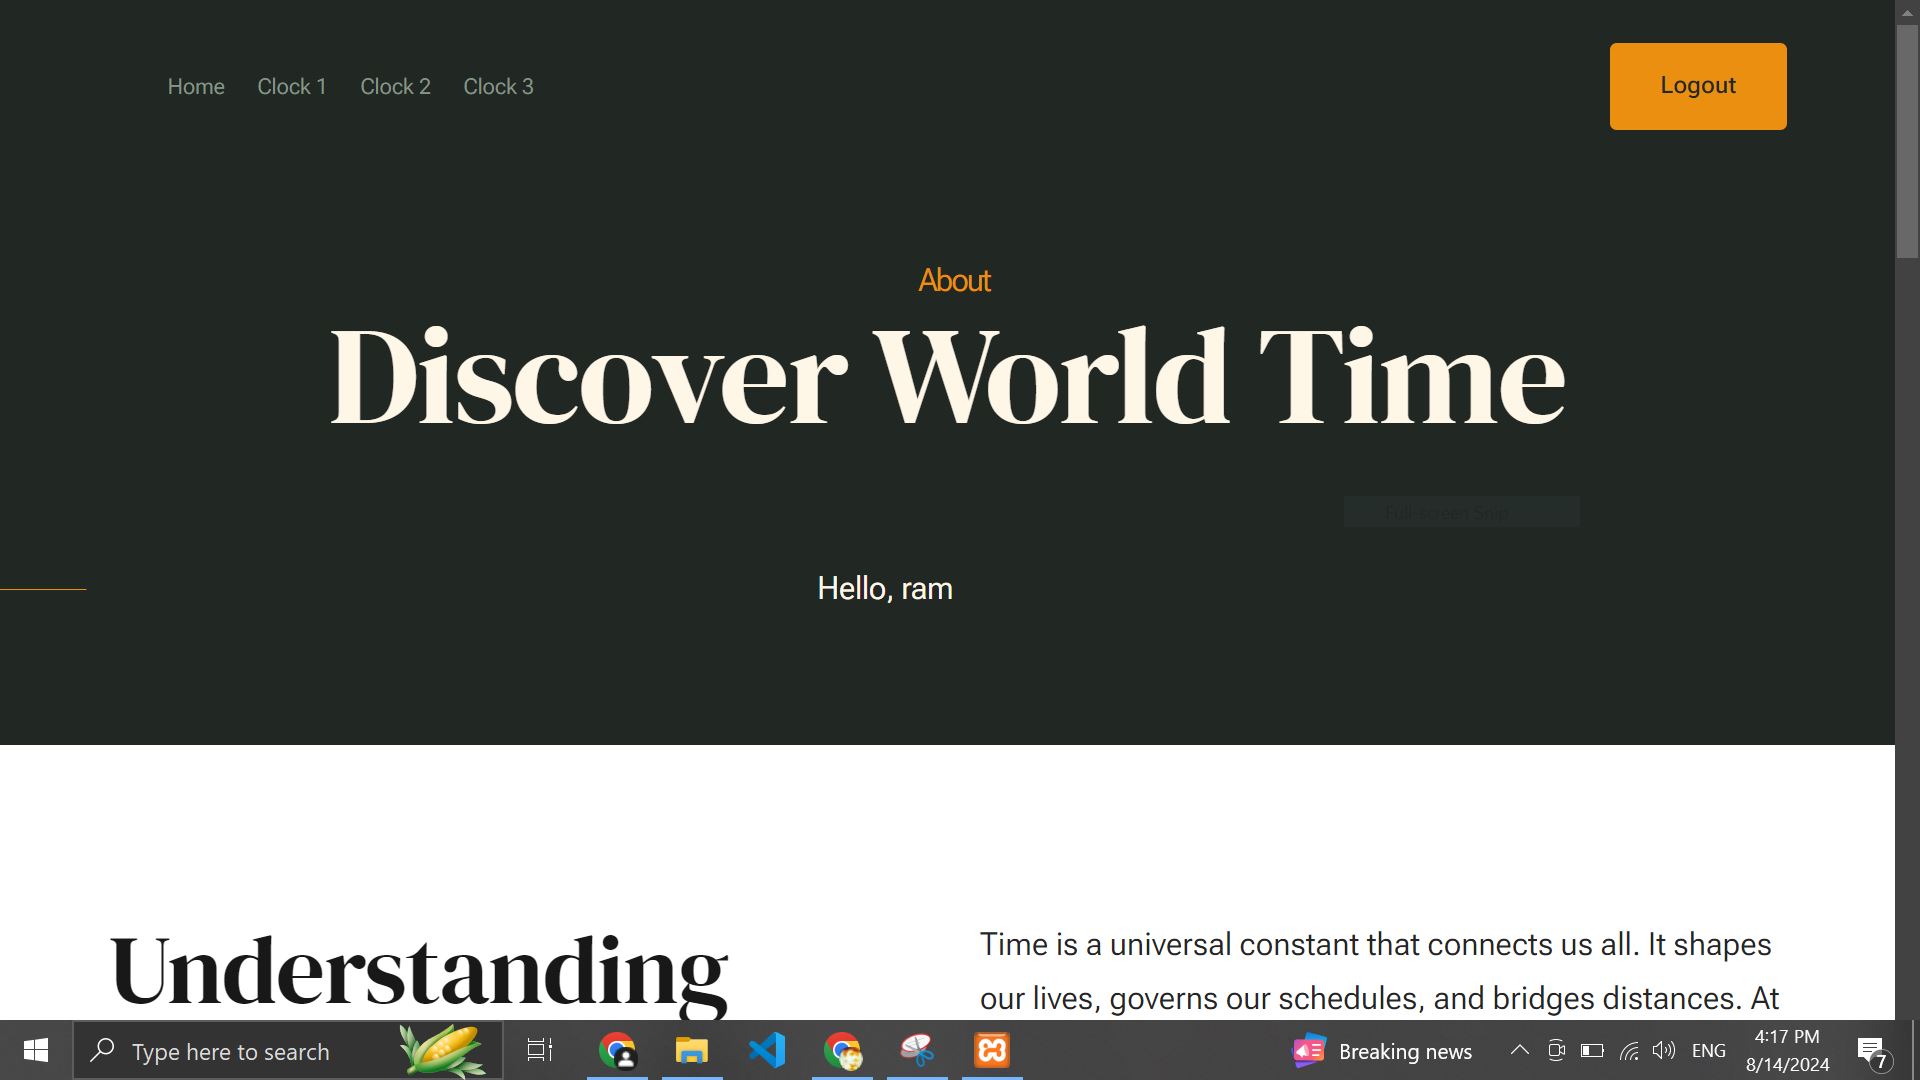 Home Clock 1 Clock 2 Clock 3
Logout
About
Discover World Time
Full-screen Snip
Hello, ram
Understanding
Time is a universal constant that connects us all. It shapes
our lives, governs our schedules, and bridges distances. At
Type here to search
Breaking news
ENG
4:17 PM
8/14/2024
7